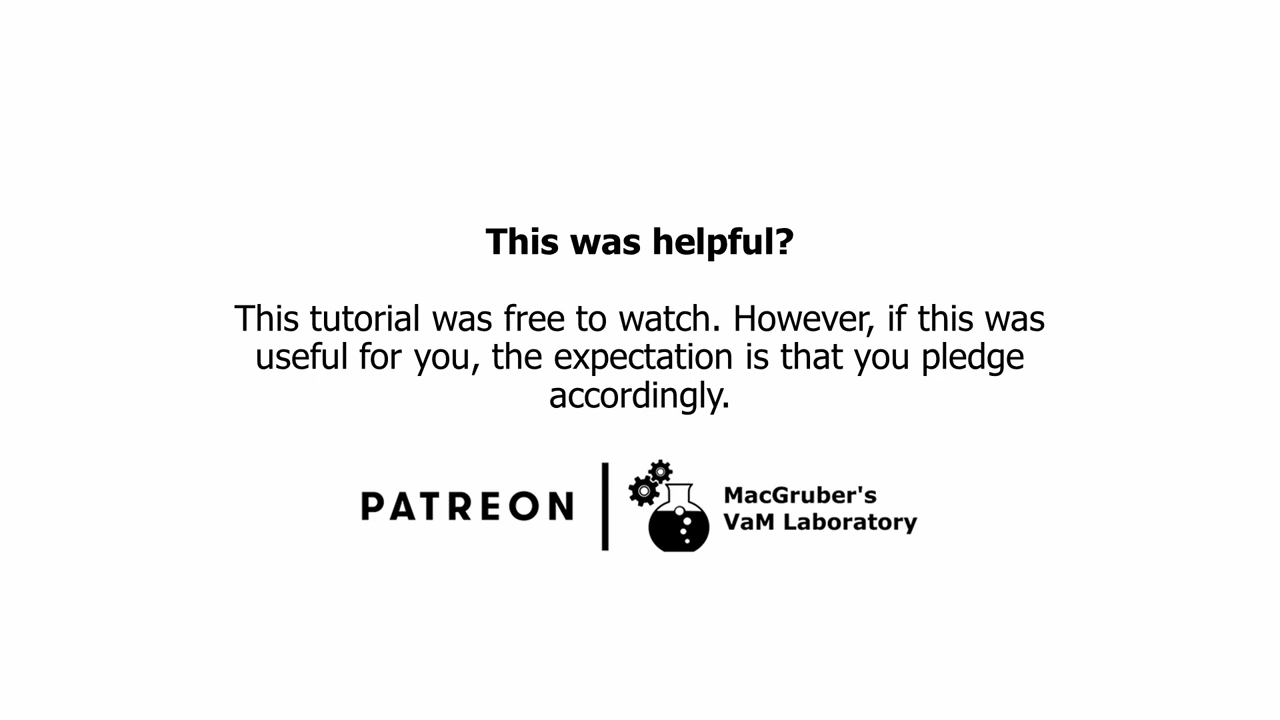 This was helpful?
This tutorial was free to watch. However, if this was
useful for you, the expectation is that you pledge
accordingly.
PATREON
MacGruber's
VaM Laboratory